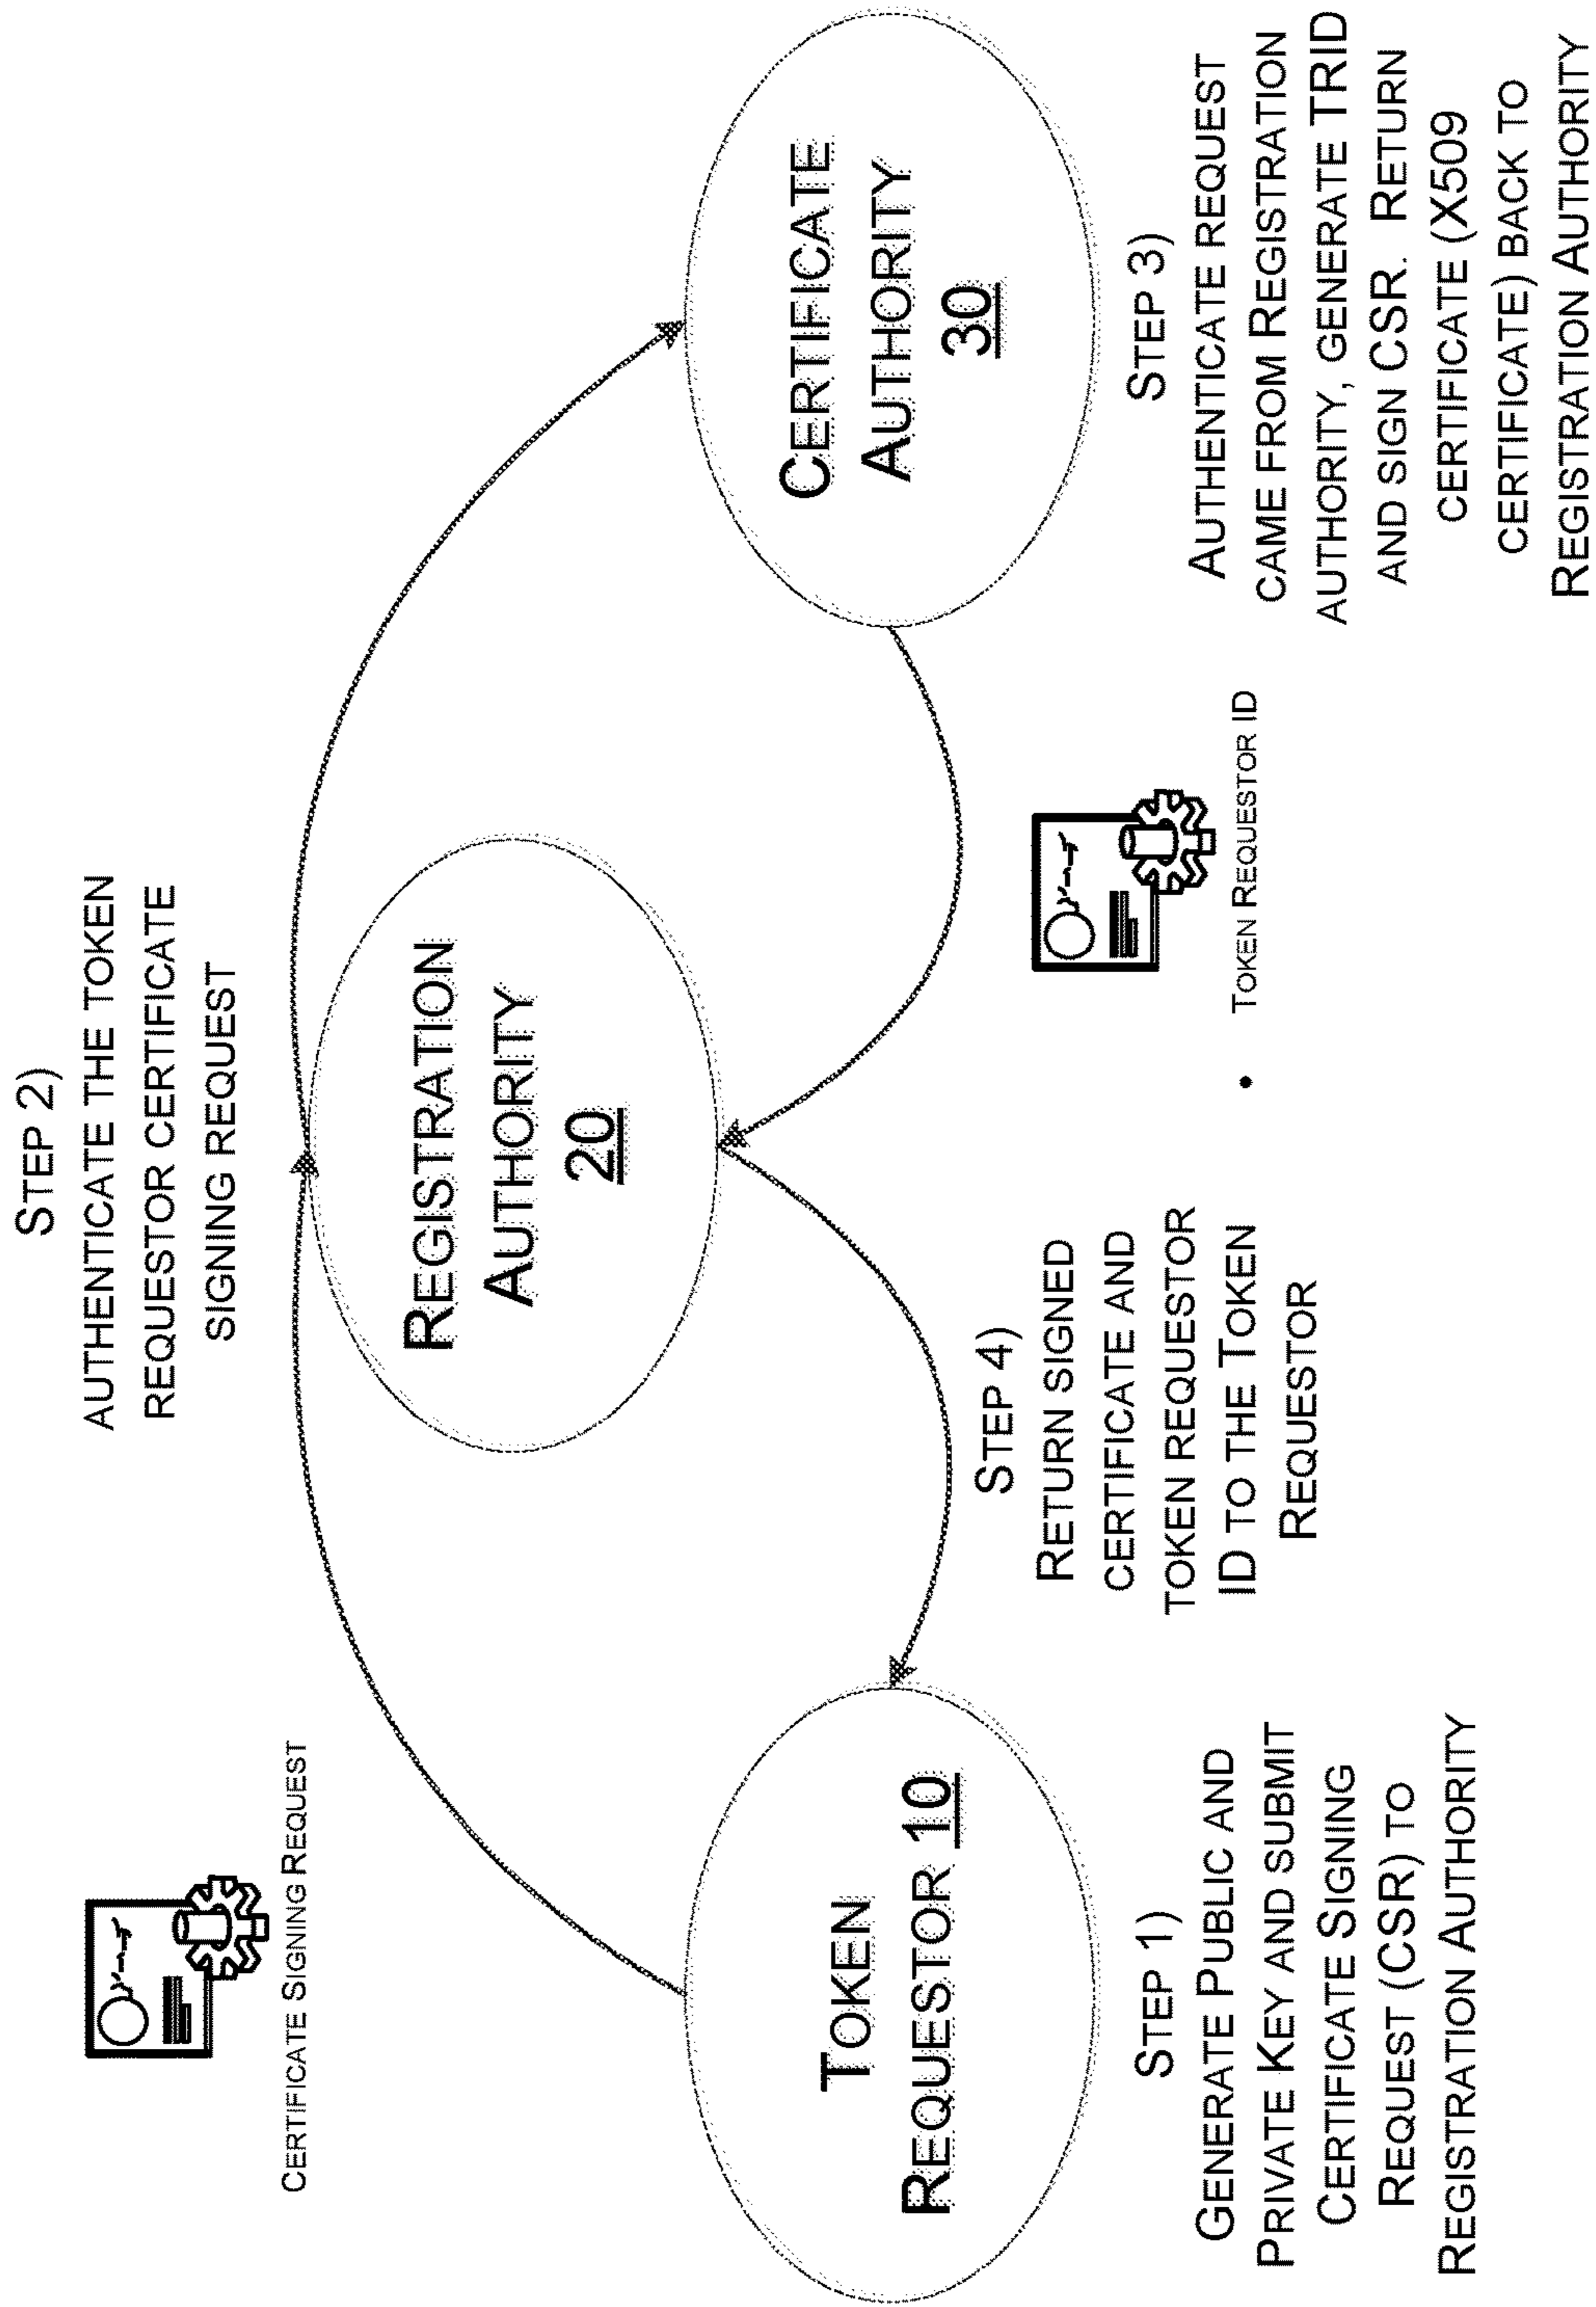 STEP 2)
AUTHENTICATE THE TOKEN
REQUESTOR CERTIFICATE
SIGNING REQUEST
CERTIFICATE SIGNING REQUEST
REGISTRATION
AUTHORITY
20
TOKEN
REQUESTOR 10
CERTIFICATE
AUTHORITY
30
STEP 1)
GENERATE PUBLIC AND
PRIVATE KEY AND SUBMIT
CERTIFICATE SIGNING
REQUEST (CSR) TO
REGISTRATION AUTHORITY
STEP 4)
RETURN SIGNED
CERTIFICATE AND
TOKEN REQUESTOR
ID TO THE TOKEN
REQUESTOR
• TOKEN REQUESTOR ID
STEP 3)
AUTHENTICATE REQUEST
CAME FROM REGISTRATION
AUTHORITY, GENERATE TRID
AND SIGN CSR. RETURN
CERTIFICATE (X509
CERTIFICATE) BACK TO
REGISTRATION AUTHORITY